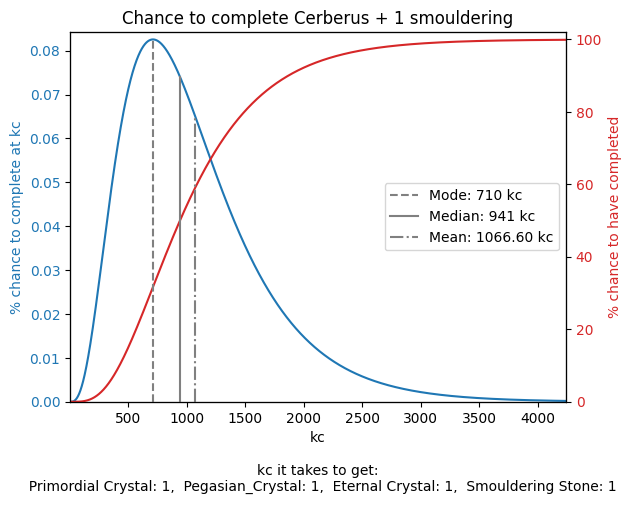 Chance to complete Cerberus + 1 smouldering
% chance to complete at kc
0.08
0.07
0.06
0.05
0.04
0.03
0.02
0.01
0.00
Mode: 710 kc
Median: 941 kc
Mean: 1066.60 kc
100
80
60
40
20
0
% chance to have completed
500 1000 1500 2000 2500 3000 3500 4000
kc
kc it takes to get:
Primordial Crystal: 1, Pegasian_Crystal: 1, Eternal Crystal: 1, Smouldering Stone: 1